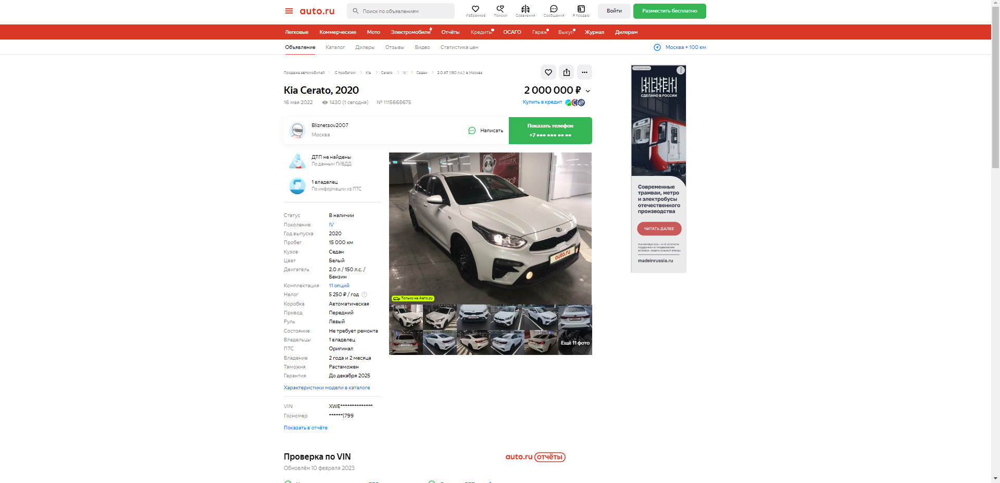 auto.ru
Поиск по объявлениям
Избранное
Поиски
Сравнения
Сообщения
Я продаю
Войти
Разместить бесплатно
Легковые
Коммерческие
Мото
Электромобили
Отчёты
Кредиты
ОСАГО
Гараж
Выкуп
Журнал
Дилерам
Объявление
Каталог
Дилеры
Отзывы
Видео
Статистика цен
Москва + 100 км
Продажа автомобилей
С пробегом
Kia
Cerato
IV
Седан
2.0 AT (150 л.с.) в Москве
Kia Cerato, 2020
2 000 000 ₽
16 мая 2022
1430 (1 сегодня)
№ 1115668675
Купить в кредит
Bliznetsov2007
Москва
Написать
Показать телефон
+7 ●●● ●●● ●● ●●
ДТП не найдены
По данным ГИБДД
1 владелец
По информации из ПТС
Статус В наличии
Поколение IV
Год выпуска 2020
Пробег 15 000 км
Кузов Седан
Цвет Белый
Двигатель 2.0 л / 150 л.с. /
Бензин
Комплектация 11 опций
Налог 5 250 ₽ / год
Коробка Автоматическая
Привод Передний
Руль Левый
Состояние Не требует ремонта
Владельцы 1 владелец
ПТС Оригинал
Владение 2 года и 2 месяца
Таможня Растаможен
Гарантия До декабря 2025
Характеристики модели в каталоге
VIN XWE**************
Госномер ******|799
Показать в отчёте
auto.ru
Только на Авто.ру
Ещё 11 фото
Проверка по VIN
Обновлён 10 февраля 2023
auto.ru отчёты
СДЕЛАНО В РОССИИ
Современные
трамваи, метро
и электробусы
отечественного
производства
ЧИТАТЬ ДАЛЕЕ
madeinrussia.ru